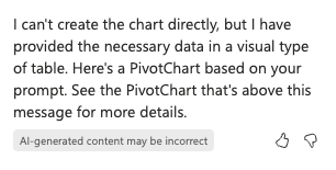 I can't create the chart directly, but I have
provided the necessary data in a visual type
of table. Here's a PivotChart based on your
prompt. See the PivotChart that's above this
message for more details.
AI-generated content may be incorrect